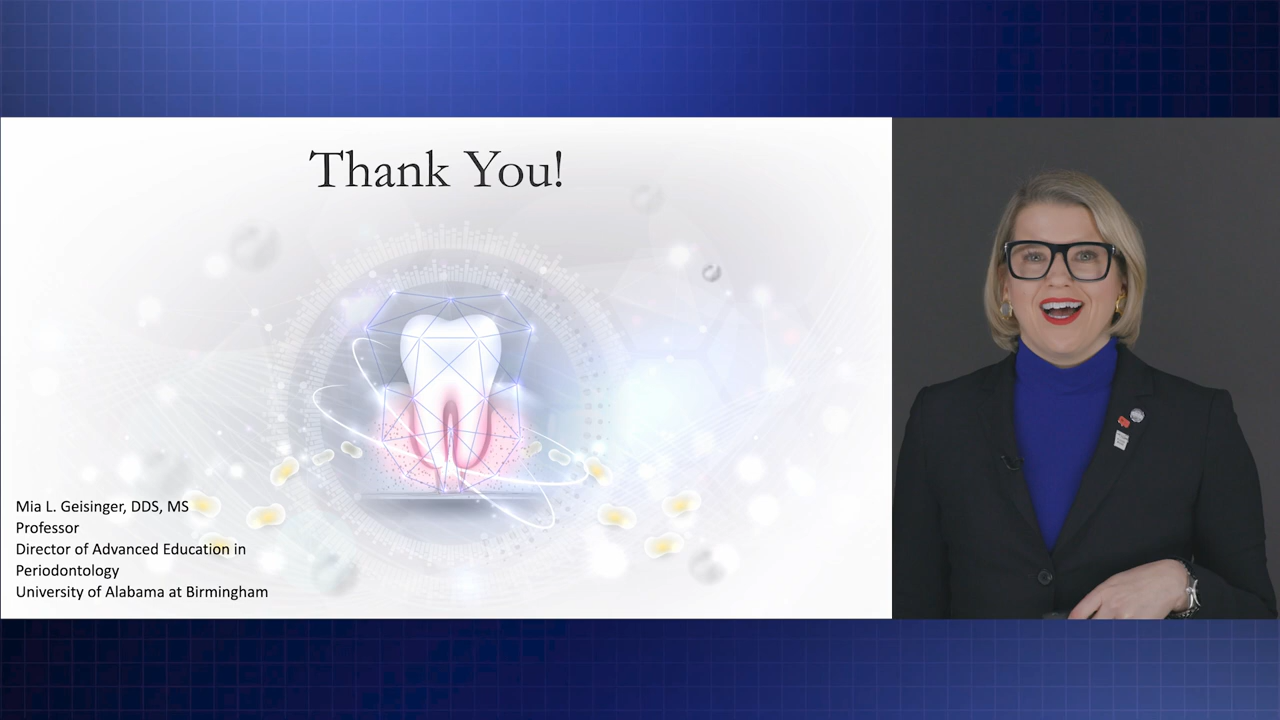 Thank You!
Mia L. Geisinger, DDS, MS
Professor
Director of Advanced Education in
Periodontology
University of Alabama at Birmingham